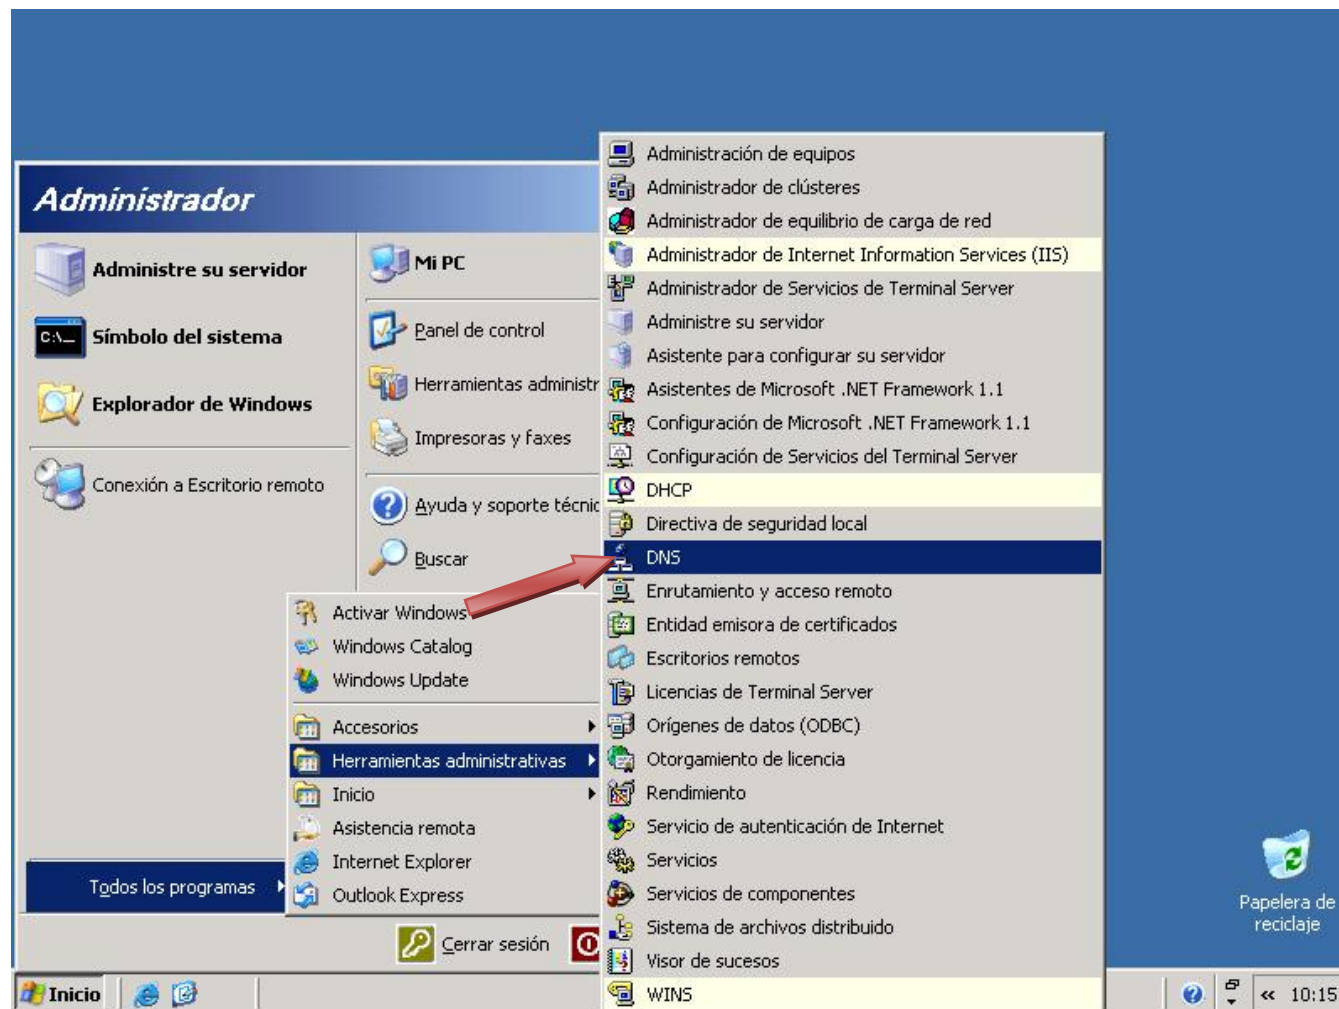 Administrador
Administre su servidor
Símbolo del sistema
Explorador de Windows
Conexión a Escritorio remoto
Todos los programas
Mi PC
Panel de control
Herramientas administr
Impresoras y faxes
Ayuda y soporte técnic
Buscar
Activar Windows
Windows Catalog
Windows Update
Accesorios
Herramientas administrativas
Inicio
Asistencia remota
Internet Explorer
Outlook Express
Cerrar sesión
Administración de equipos
Administrador de clústeres
Administrador de equilibrio de carga de red
Administrador de Internet Information Services (IIS)
Administrador de Servicios de Terminal Server
Administre su servidor
Asistente para configurar su servidor
Asistentes de Microsoft .NET Framework 1.1
Configuración de Microsoft .NET Framework 1.1
Configuración de Servicios del Terminal Server
DHCP
Directiva de seguridad local
DNS
Enrutamiento y acceso remoto
Entidad emisora de certificados
Escritorios remotos
Licencias de Terminal Server
Orígenes de datos (ODBC)
Otorgamiento de licencia
Rendimiento
Servicio de autenticación de Internet
Servicios
Servicios de componentes
Sistema de archivos distribuido
Visor de sucesos
WINS
Papelera de
reciclaje
Inicio
10:15